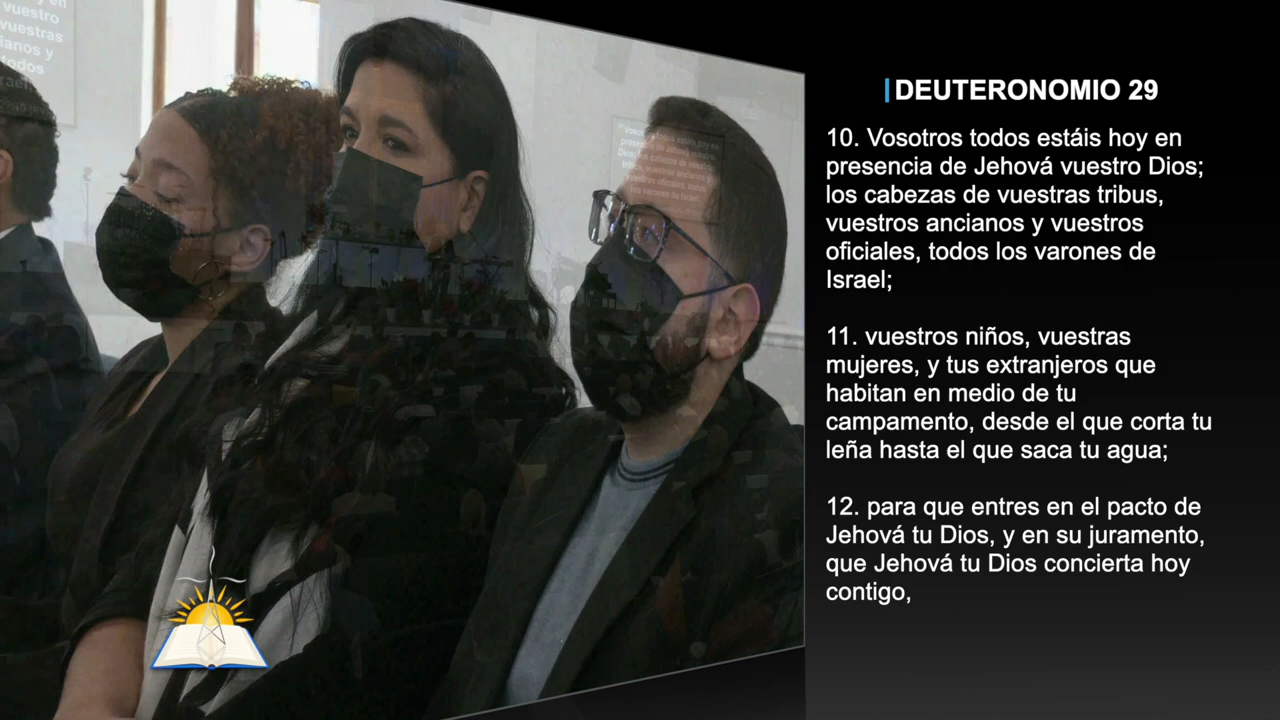 vuestro
vuestras
todos
DEUTERONOMIO 29
10. Vosotros todos estáis hoy en
presencia de Jehová vuestro Dios;
los cabezas de vuestras tribus,
vuestros ancianos y vuestros
oficiales, todos los varones de
Israel;
11. vuestros niños, vuestras
mujeres, y tus extranjeros que
habitan en medio de tu
campamento, desde el que corta tu
leña hasta el que saca tu agua;
12. para que entres en el pacto de
Jehová tu Dios, y en su juramento,
que Jehová tu Dios concierta hoy
contigo,